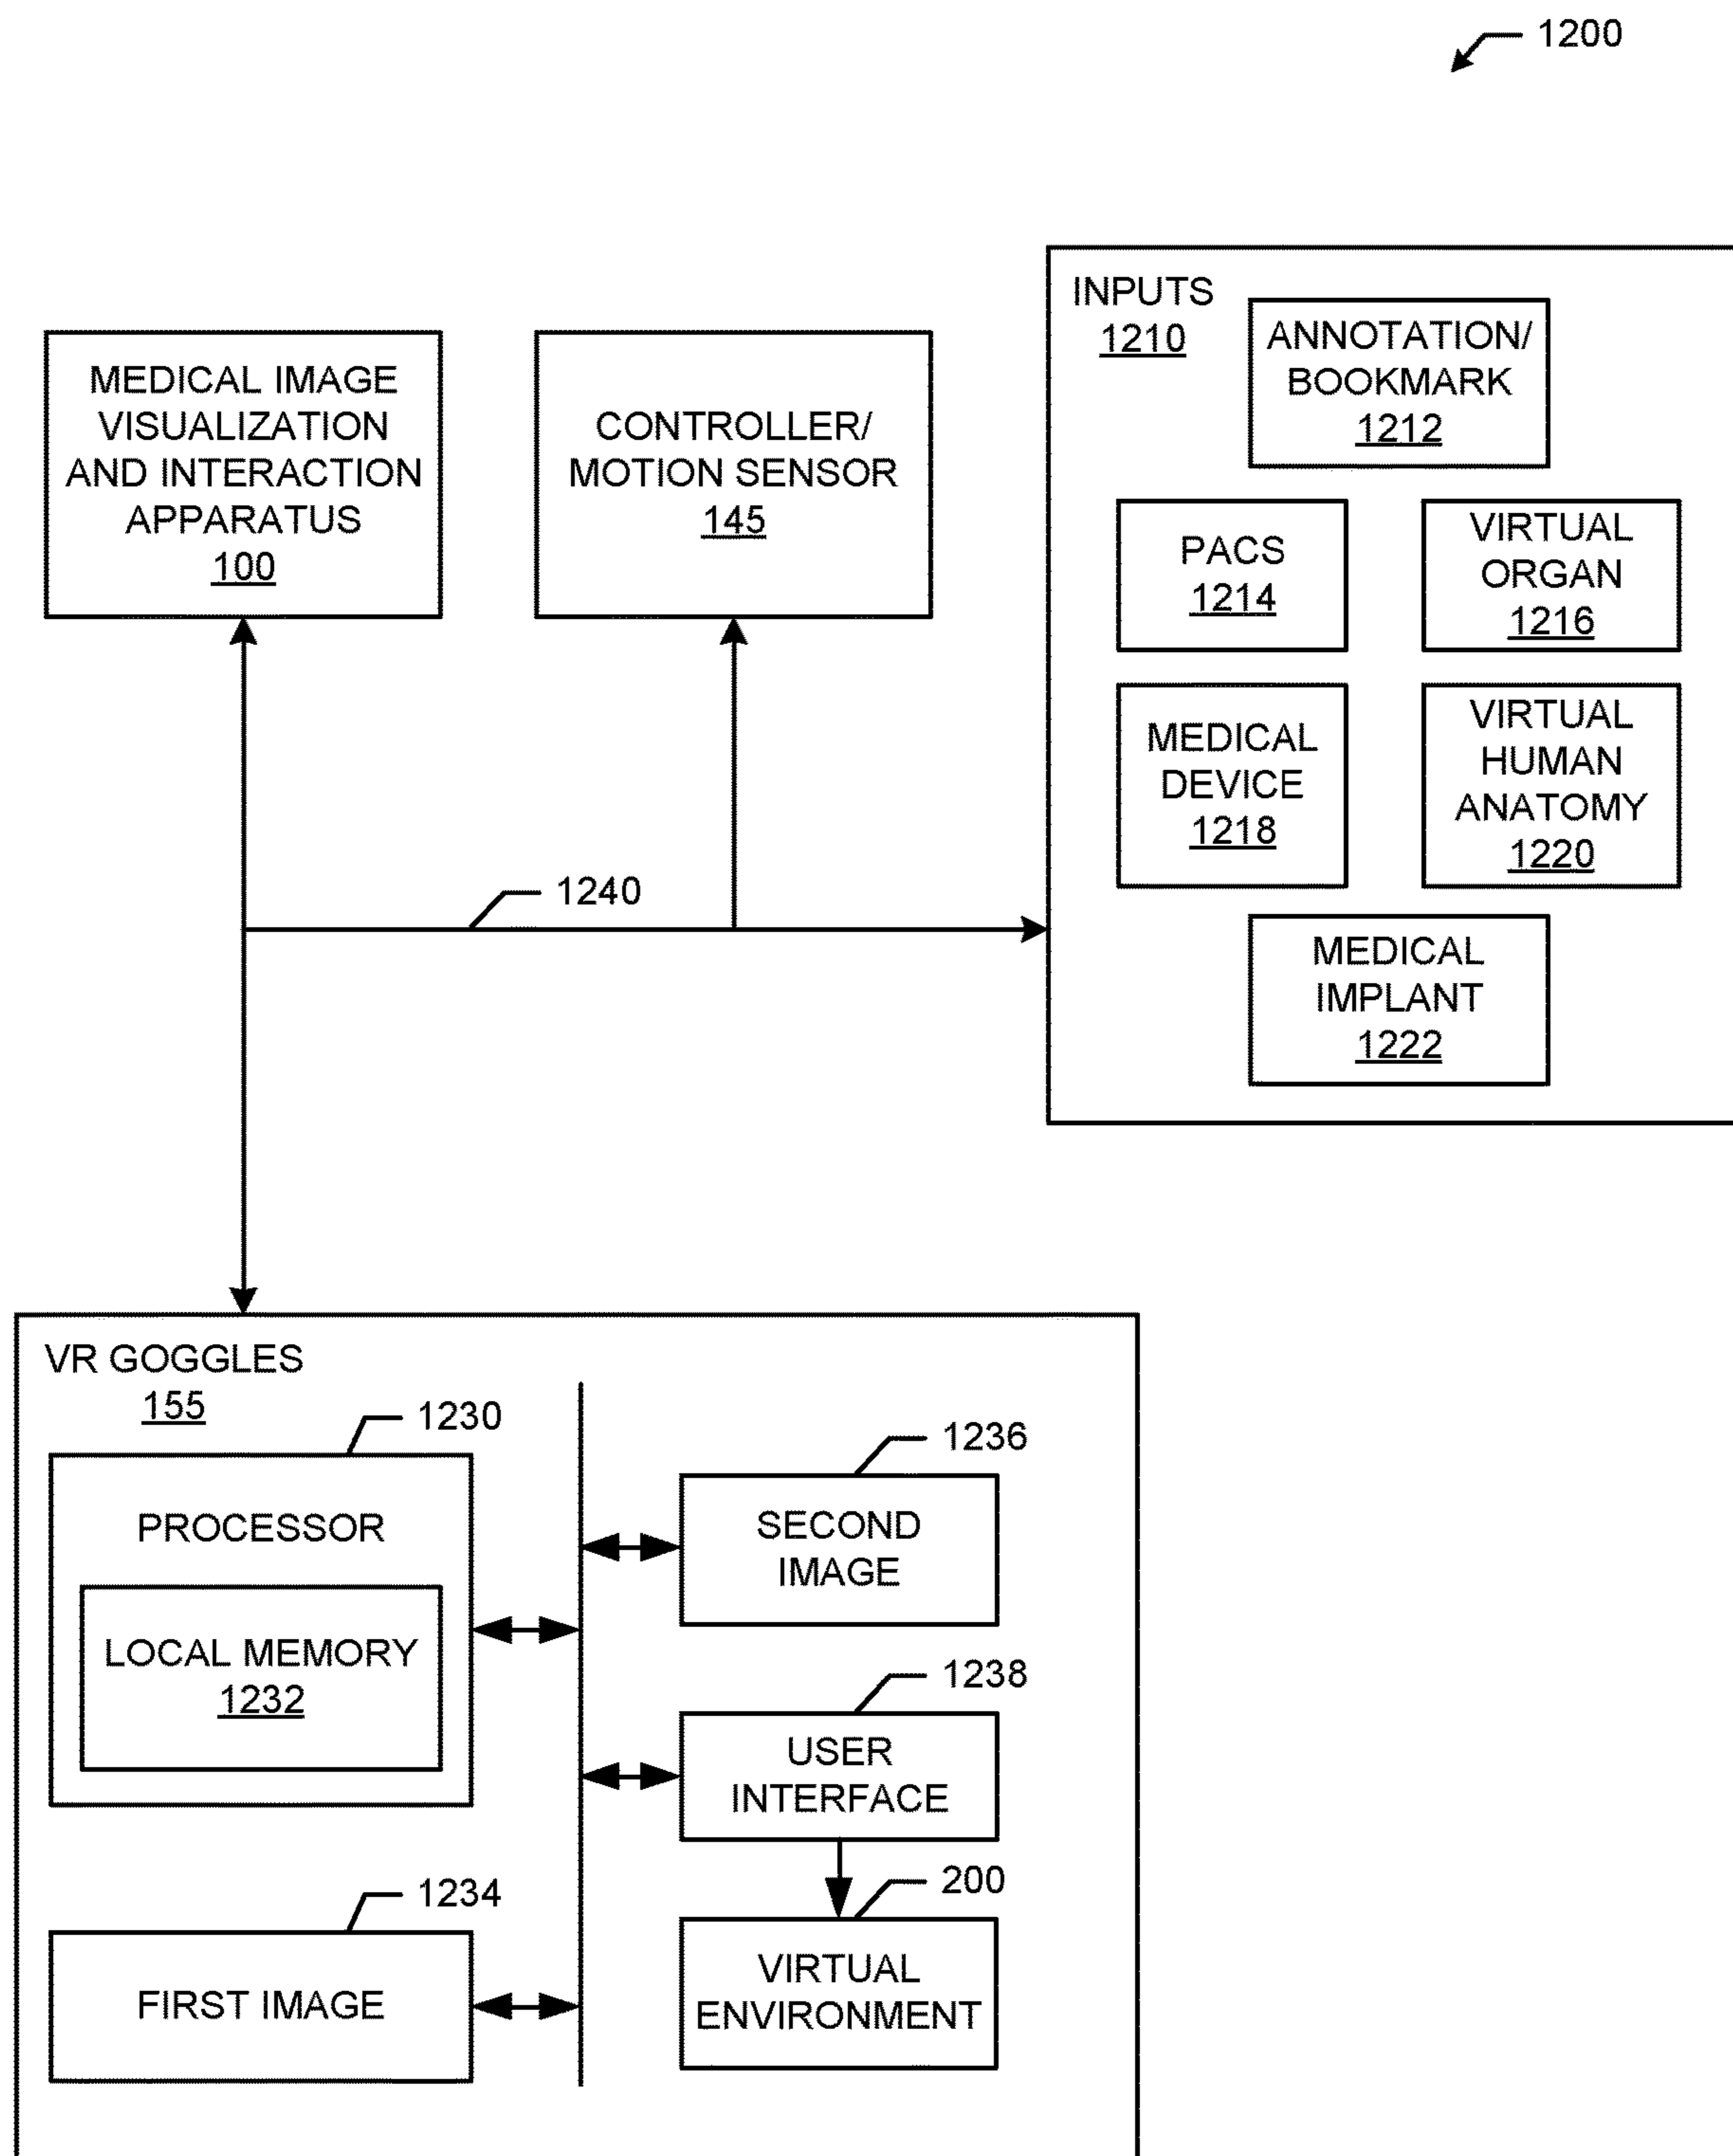 1200
MEDICAL IMAGE
VISUALIZATION
AND INTERACTION
APPARATUS
100
CONTROLLER/
MOTION SENSOR
145
INPUTS
1210
ANNOTATION/
BOOKMARK
1212
PACS
1214
VIRTUAL
ORGAN
1216
MEDICAL
DEVICE
1218
VIRTUAL
HUMAN
ANATOMY
1220
MEDICAL
IMPLANT
1222
1240
VR GOGGLES
155
1230
PROCESSOR
LOCAL MEMORY
1232
1234
FIRST IMAGE
1236
SECOND
IMAGE
1238
USER
INTERFACE
200
VIRTUAL
ENVIRONMENT